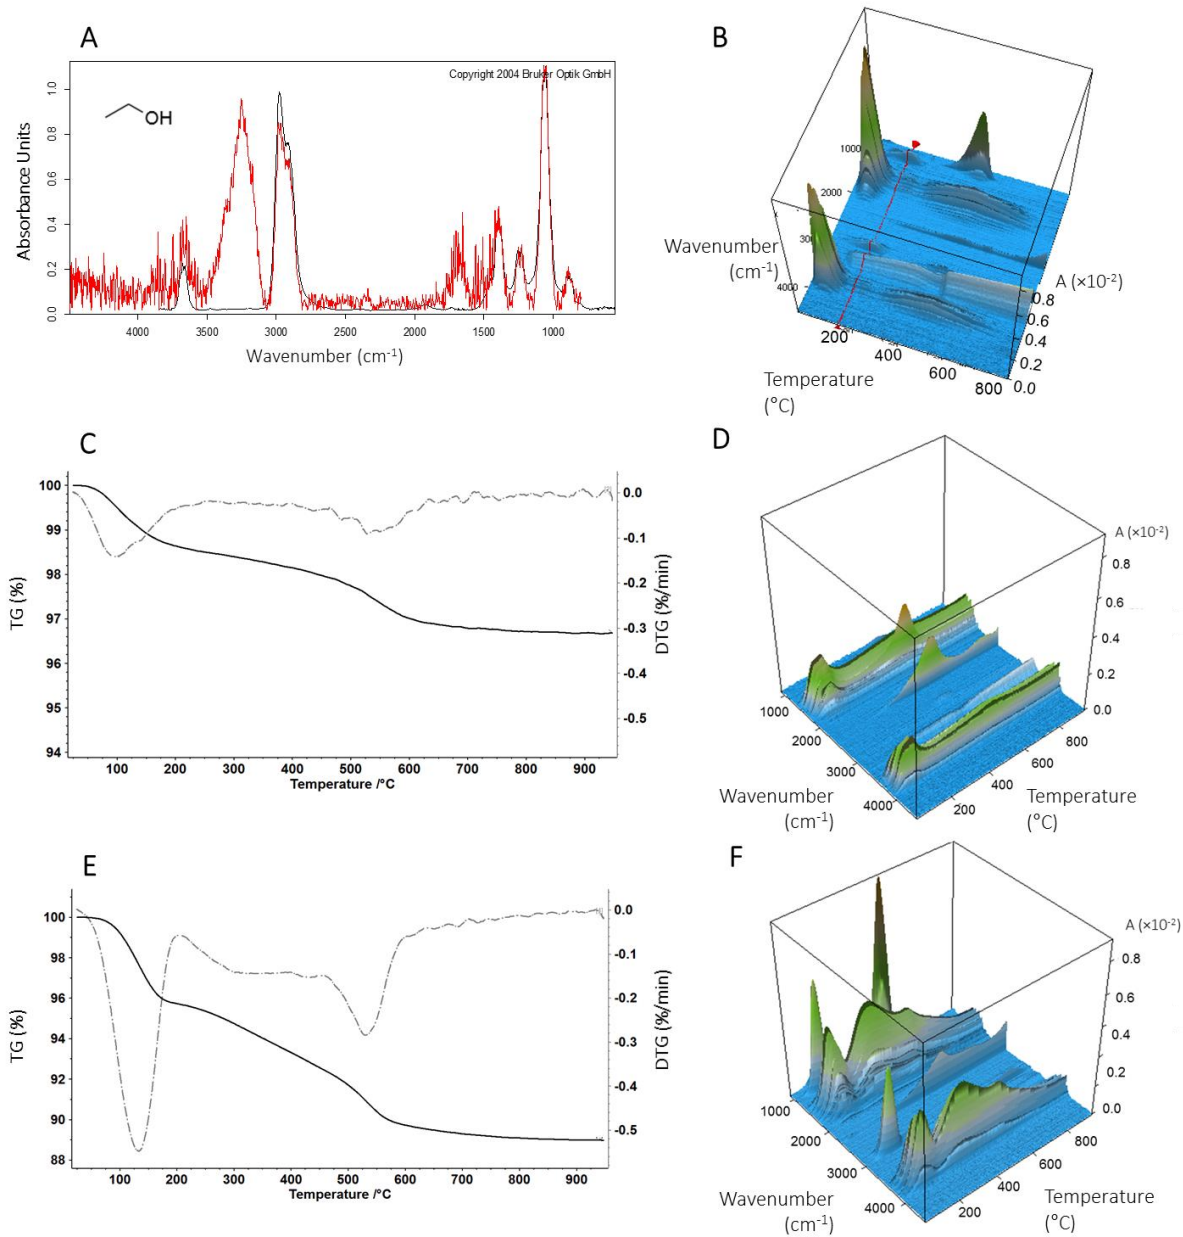 A
Copyright 2004 Bruker Optik GmbH
OH
Absorbance Units
1.0
0.8
0.6
0.4
0.2
0.0
4000 3500 3000 2500 2000 1500 1000
Wavenumber (cm-1)
B
1000
2000
300
4000
Wavenumber
(cm-1)
A (×10-2)
0.8
0.6
0.4
0.2
0.0
200 400 600 800
Temperature
(°C)
C
TG (%)
100
99
98
97
96
95
94
100 200 300 400 500 600 700 800 900
Temperature /°C
0.0
-0.1
-0.2
-0.3
-0.4
-0.5
DTG (%/min)
D
A (×10-2)
0.8
0.6
0.4
0.2
0.0
1000
2000
3000
4000
Wavenumber
(cm-1)
200 400 600 800
Temperature
(°C)
E
TG (%)
100
98
96
94
92
90
88
100 200 300 400 500 600 700 800 900
Temperature /°C
0.0
-0.1
-0.2
-0.3
-0.4
-0.5
DTG (%/min)
F
A (×10-2)
0.8
0.6
0.4
0.2
0.0
1000
2000
3000
4000
Wavenumber
(cm-1)
200 400 600 800
Temperature
(°C)